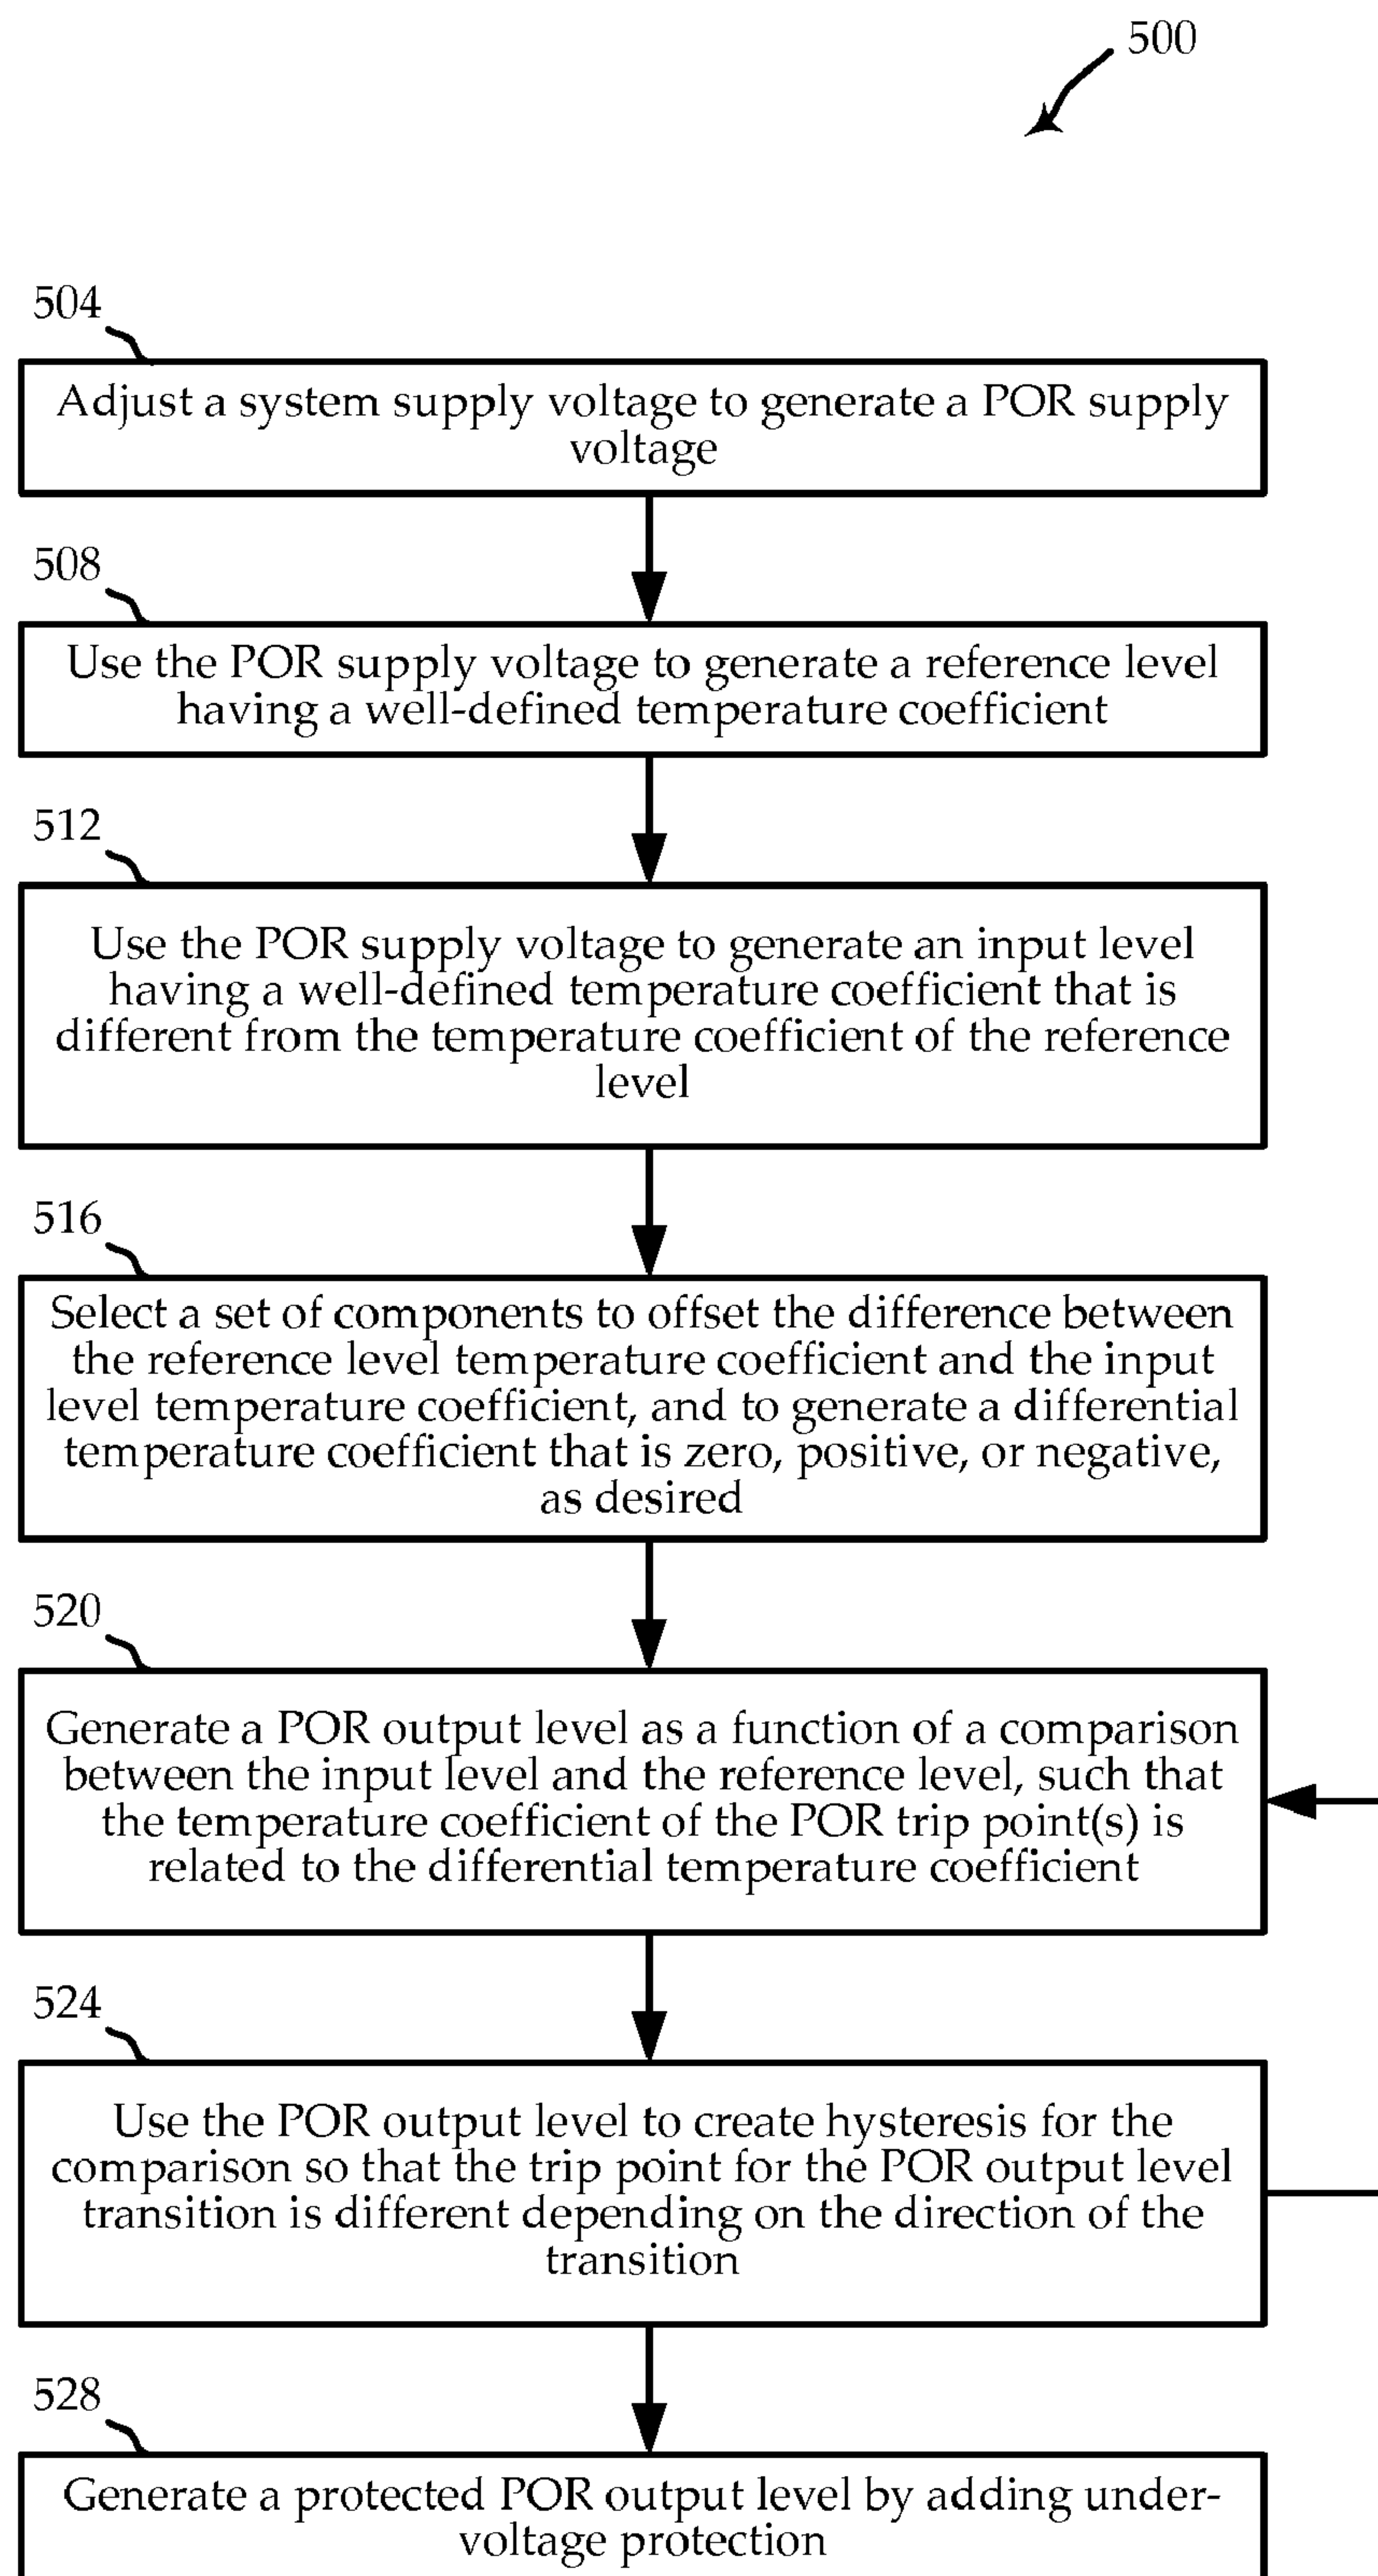 500
504
Adjust a system supply voltage to generate a POR supply
voltage
508
Use the POR supply voltage to generate a reference level
having a well-defined temperature coefficient
512
Use the POR supply voltage to generate an input level
having a well-defined temperature coefficient that is
different from the temperature coefficient of the reference
level
516
Select a set of components to offset the difference between
the reference level temperature coefficient and the input
level temperature coefficient, and to generate a differential
temperature coefficient that is zero, positive, or negative,
as desired
520
Generate a POR output level as a function of a comparison
between the input level and the reference level, such that
the temperature coefficient of the POR trip point(s) is
related to the differential temperature coefficient
524
Use the POR output level to create hysteresis for the
comparison so that the trip point for the POR output level
transition is different depending on the direction of the
transition
528
Generate a protected POR output level by adding under-
voltage protection